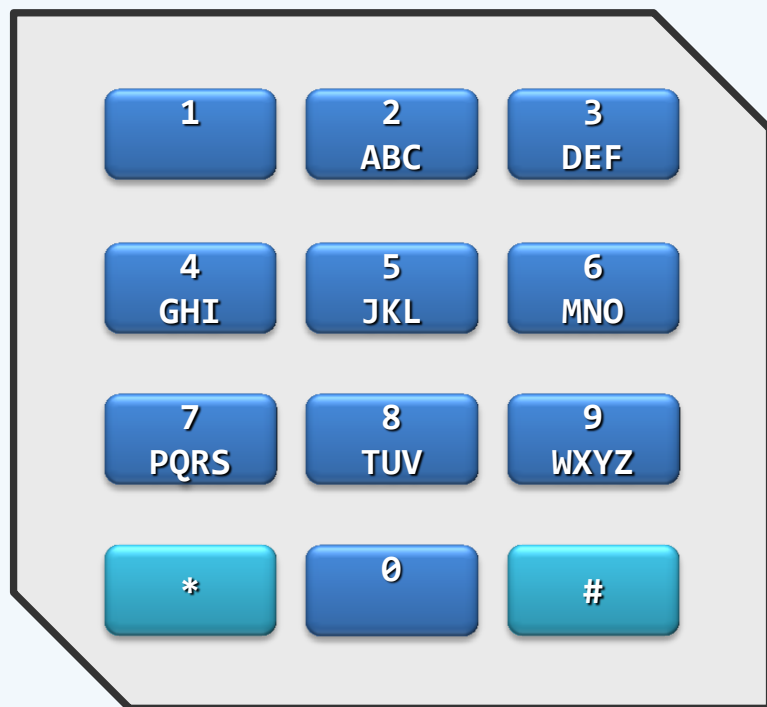 1 2 3
ABC DEF
4 5 6
GHI JKL MNO
7 8 9
PQRS TUV WXYZ
* 0 #